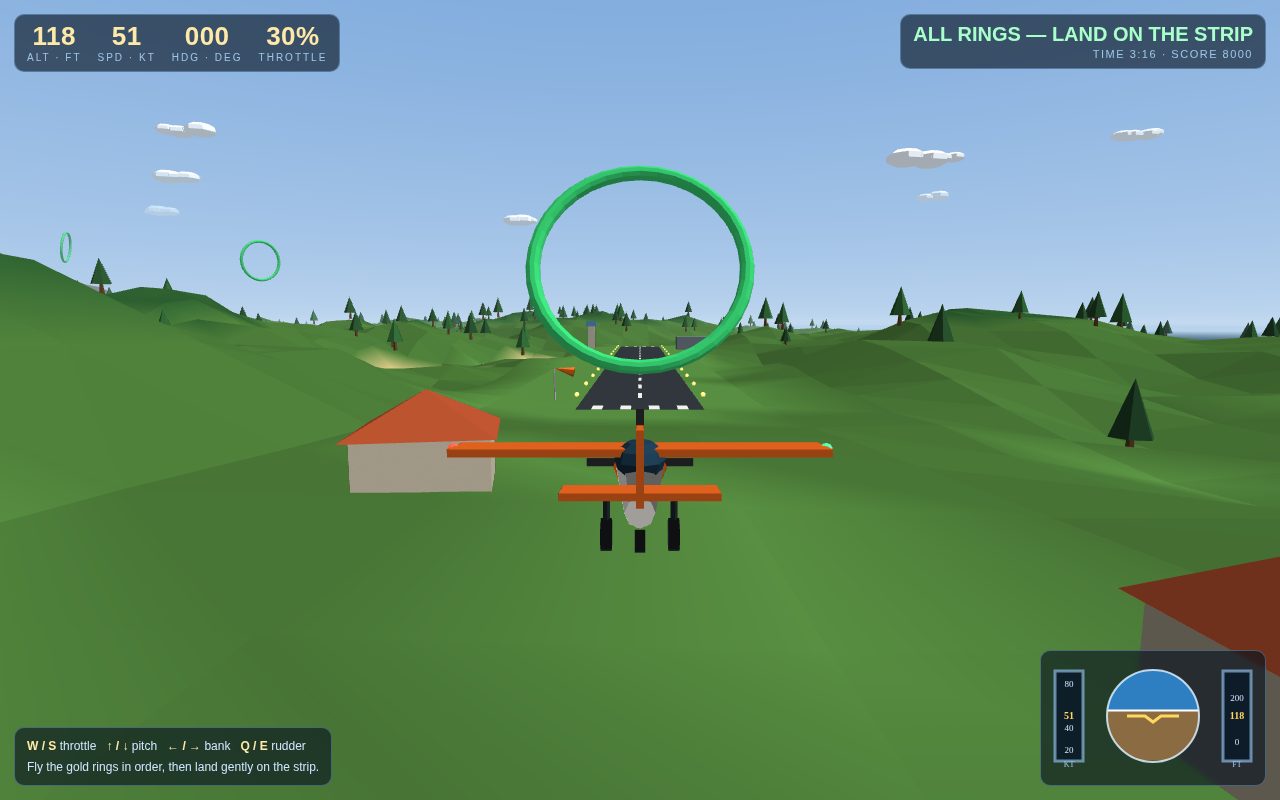 118 51 000 30%
ALT · FT SPD · KT HDG · DEG THROTTLE
ALL RINGS — LAND ON THE STRIP
TIME 3:16 · SCORE 8000
W / S throttle ↑ / ↓ pitch ← / → bank Q / E rudder
Fly the gold rings in order, then land gently on the strip.
80
51
40
20
KT
200
118
0
FT